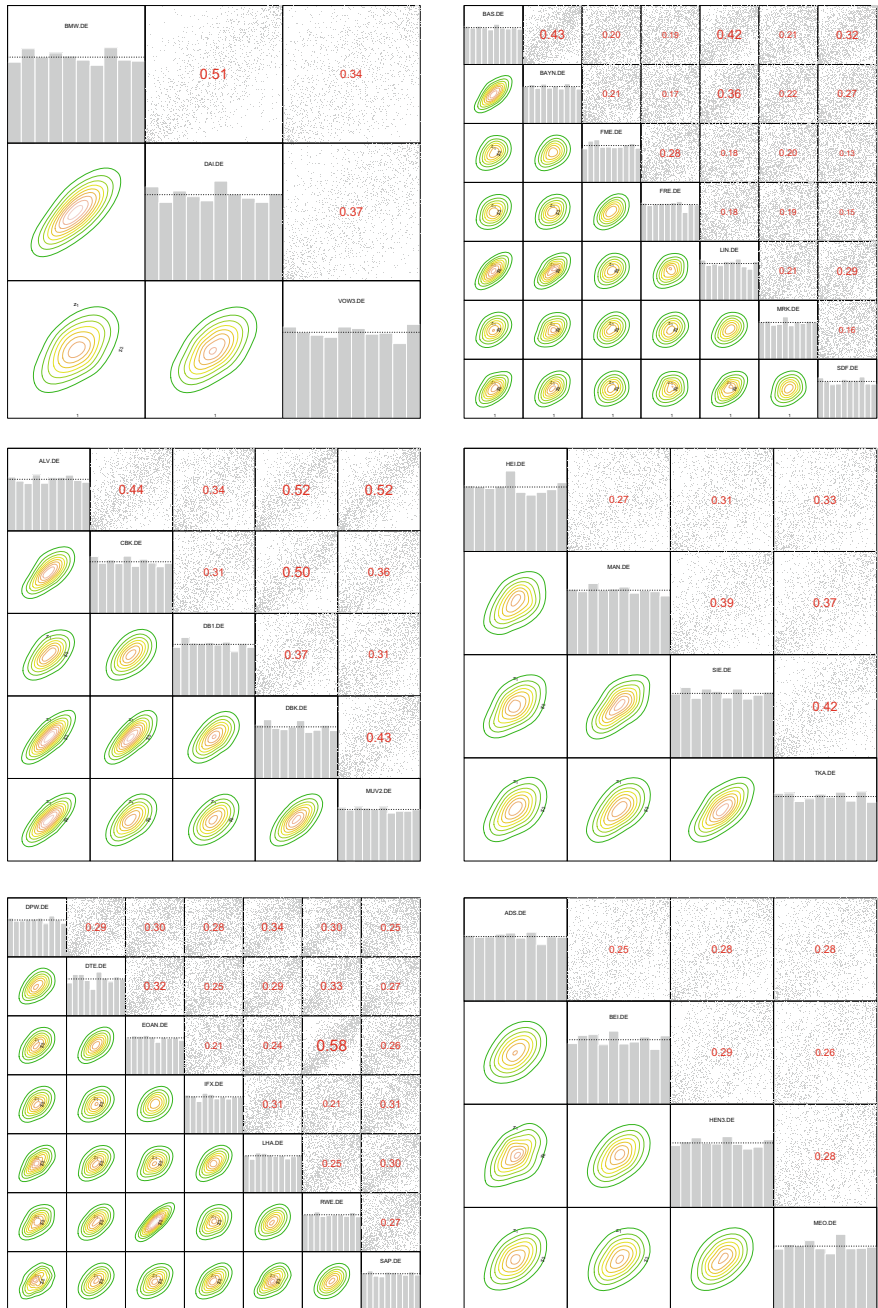 BMW.DE
0.51
0.34
DAI.DE
0.37
VOW3.DE
BAS.DE
0.43
0.20
0.19
0.42
0.21
0.32
BAYN.DE
0.21
0.17
0.36
0.22
0.27
FME.DE
0.28
0.18
0.20
0.13
FRE.DE
0.18
0.19
0.15
LIN.DE
0.21
0.29
MRK.DE
0.16
SDF.DE
ALV.DE
0.44
0.34
0.52
0.52
CBK.DE
0.31
0.50
0.36
DB1.DE
0.37
0.31
DBK.DE
0.43
MUV2.DE
HEI.DE
0.27
0.31
0.33
MAN.DE
0.39
0.37
SIE.DE
0.42
TKA.DE
DPW.DE
0.29
0.30
0.28
0.34
0.30
0.25
DTE.DE
0.32
0.25
0.29
0.33
0.27
EOAN.DE
0.21
0.24
0.58
0.26
IFX.DE
0.31
0.21
0.31
LHA.DE
0.25
0.30
RWE.DE
0.27
SAP.DE
ADS.DE
0.25
0.28
0.28
BEI.DE
0.29
0.26
HEN3.DE
0.28
MEO.DE